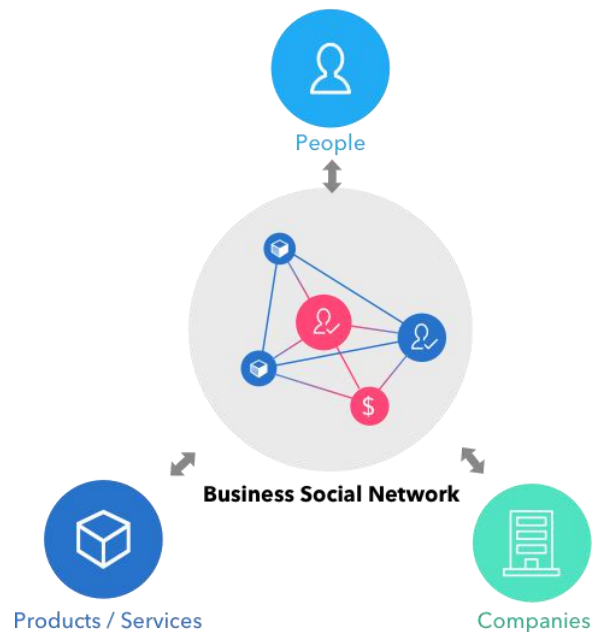 People
$
Business Social Network
Products / Services
Companies